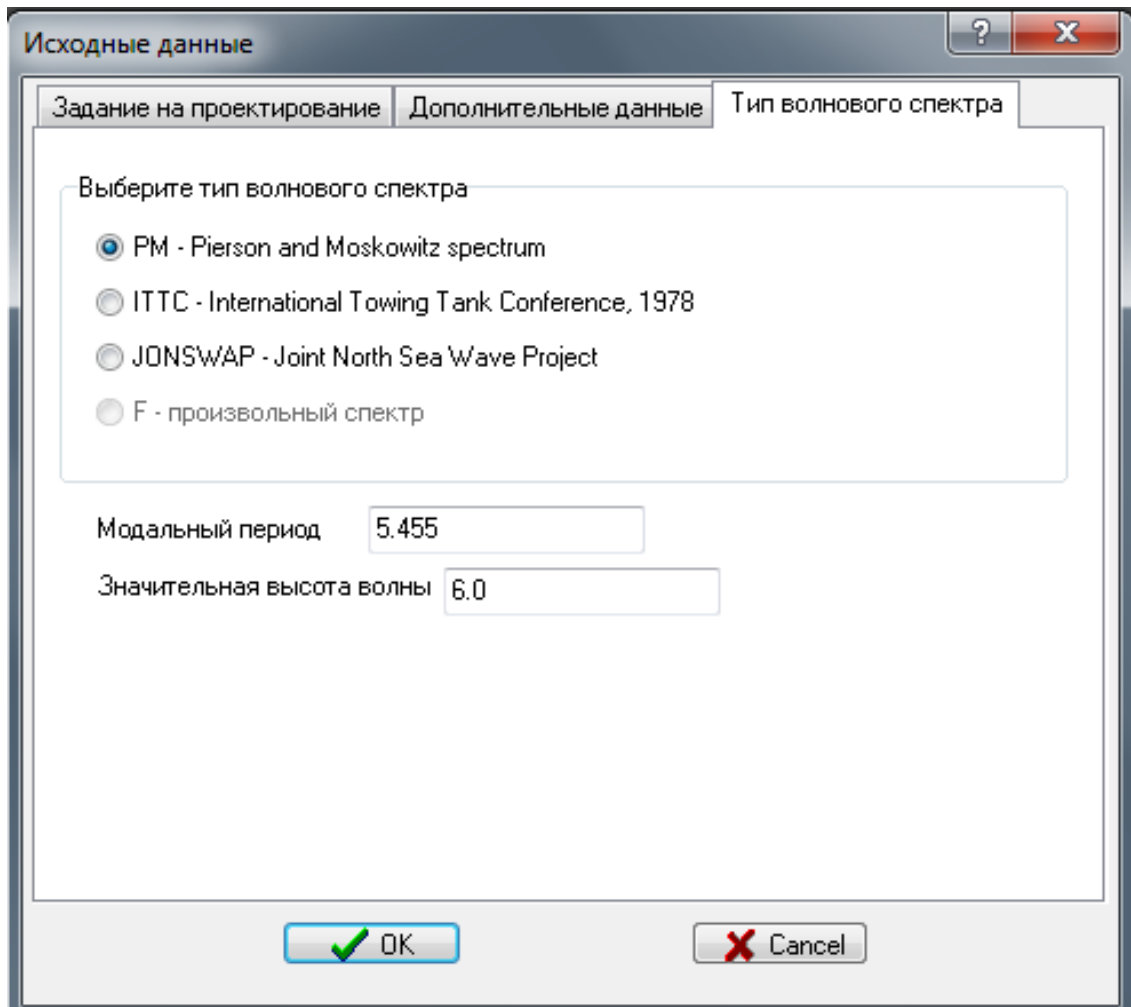 Исходные данные
Задание на проектирование Дополнительные данные Тип волнового спектра
Выберите тип волнового спектра
PM - Pierson and Moskowitz spectrum
ITTC - International Towing Tank Conference, 1978
JONSWAP - Joint North Sea Wave Project
F - произвольный спектр
Модальный период 5.455
Значительная высота волны 6.0
OK Cancel